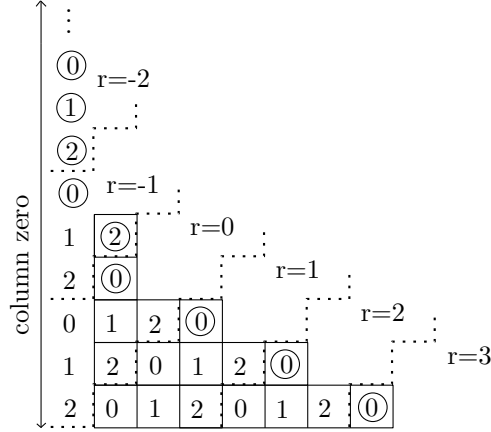 ⋮
⓪ r=-2
①
②
⓪ r=-1
1 ② r=0
2 ⓪ r=1
0 1 2 ⓪ r=2
1 2 0 1 2 ⓪ r=3
2 0 1 2 0 1 2 ⓪
column zero